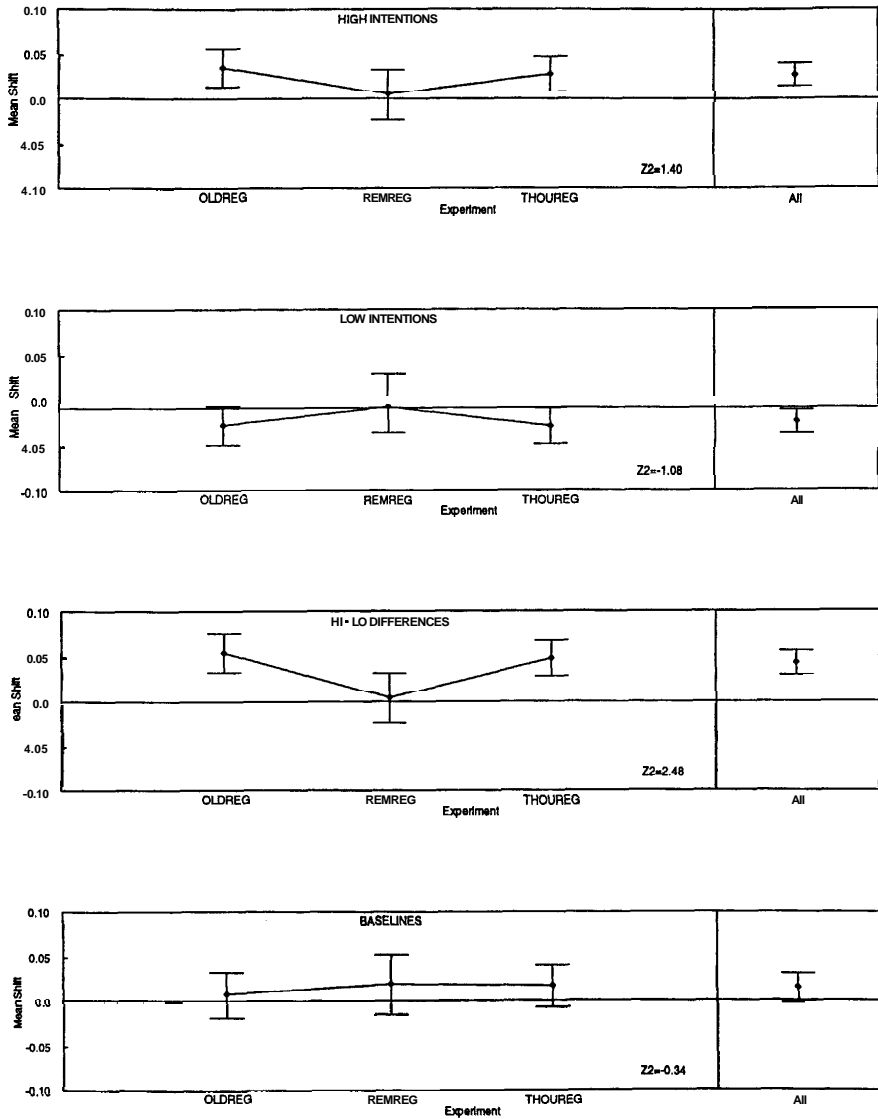 0.10
HIGH INTENTIONS
0.05
0.0
4.05
4.10
Mean Shift
Z2=1.40
OLDREG REMREG THOUREG All
Experiment
0.10
LOW INTENTIONS
0.05
0.0
4.05
-0.10
Mean Shift
Z2=-1.08
OLDREG REMREG THOUREG All
Experiment
0.10
HI - LO DIFFERENCES
0.05
0.0
4.05
-0.10
ean Shift
Z2=2.48
OLDREG REMREG THOUREG All
Experiment
0.10
BASELINES
0.05
0.0
-0.05
-0.10
Mean Shift
Z2=-0.34
OLDREG REMREG THOUREG All
Experiment